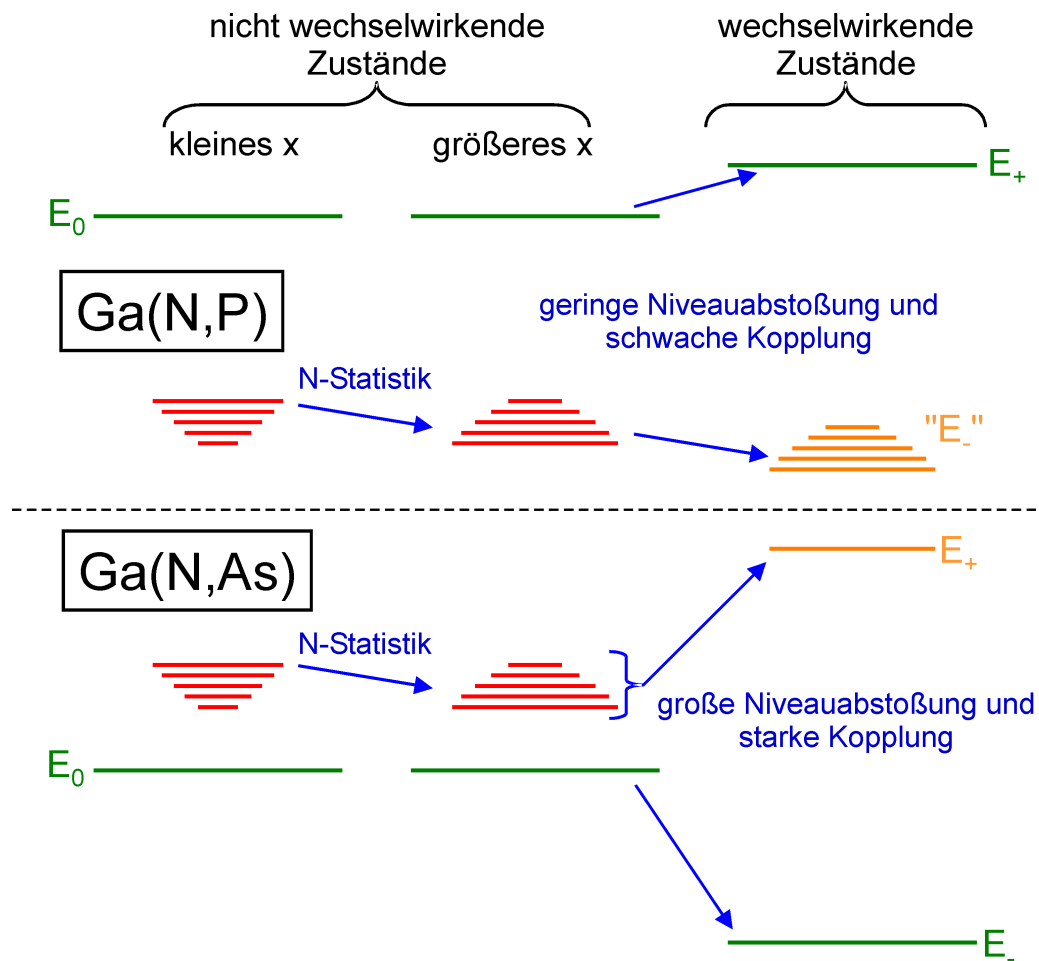 nicht wechselwirkende
Zustände
wechselwirkende
Zustände
kleines x
größeres x
E₀
E₊
Ga(N,P)
geringe Niveauabstoßung und
schwache Kopplung
N-Statistik
"E₋"
Ga(N,As)
E₊
N-Statistik
große Niveauabstoßung und
starke Kopplung
E₀
E₋